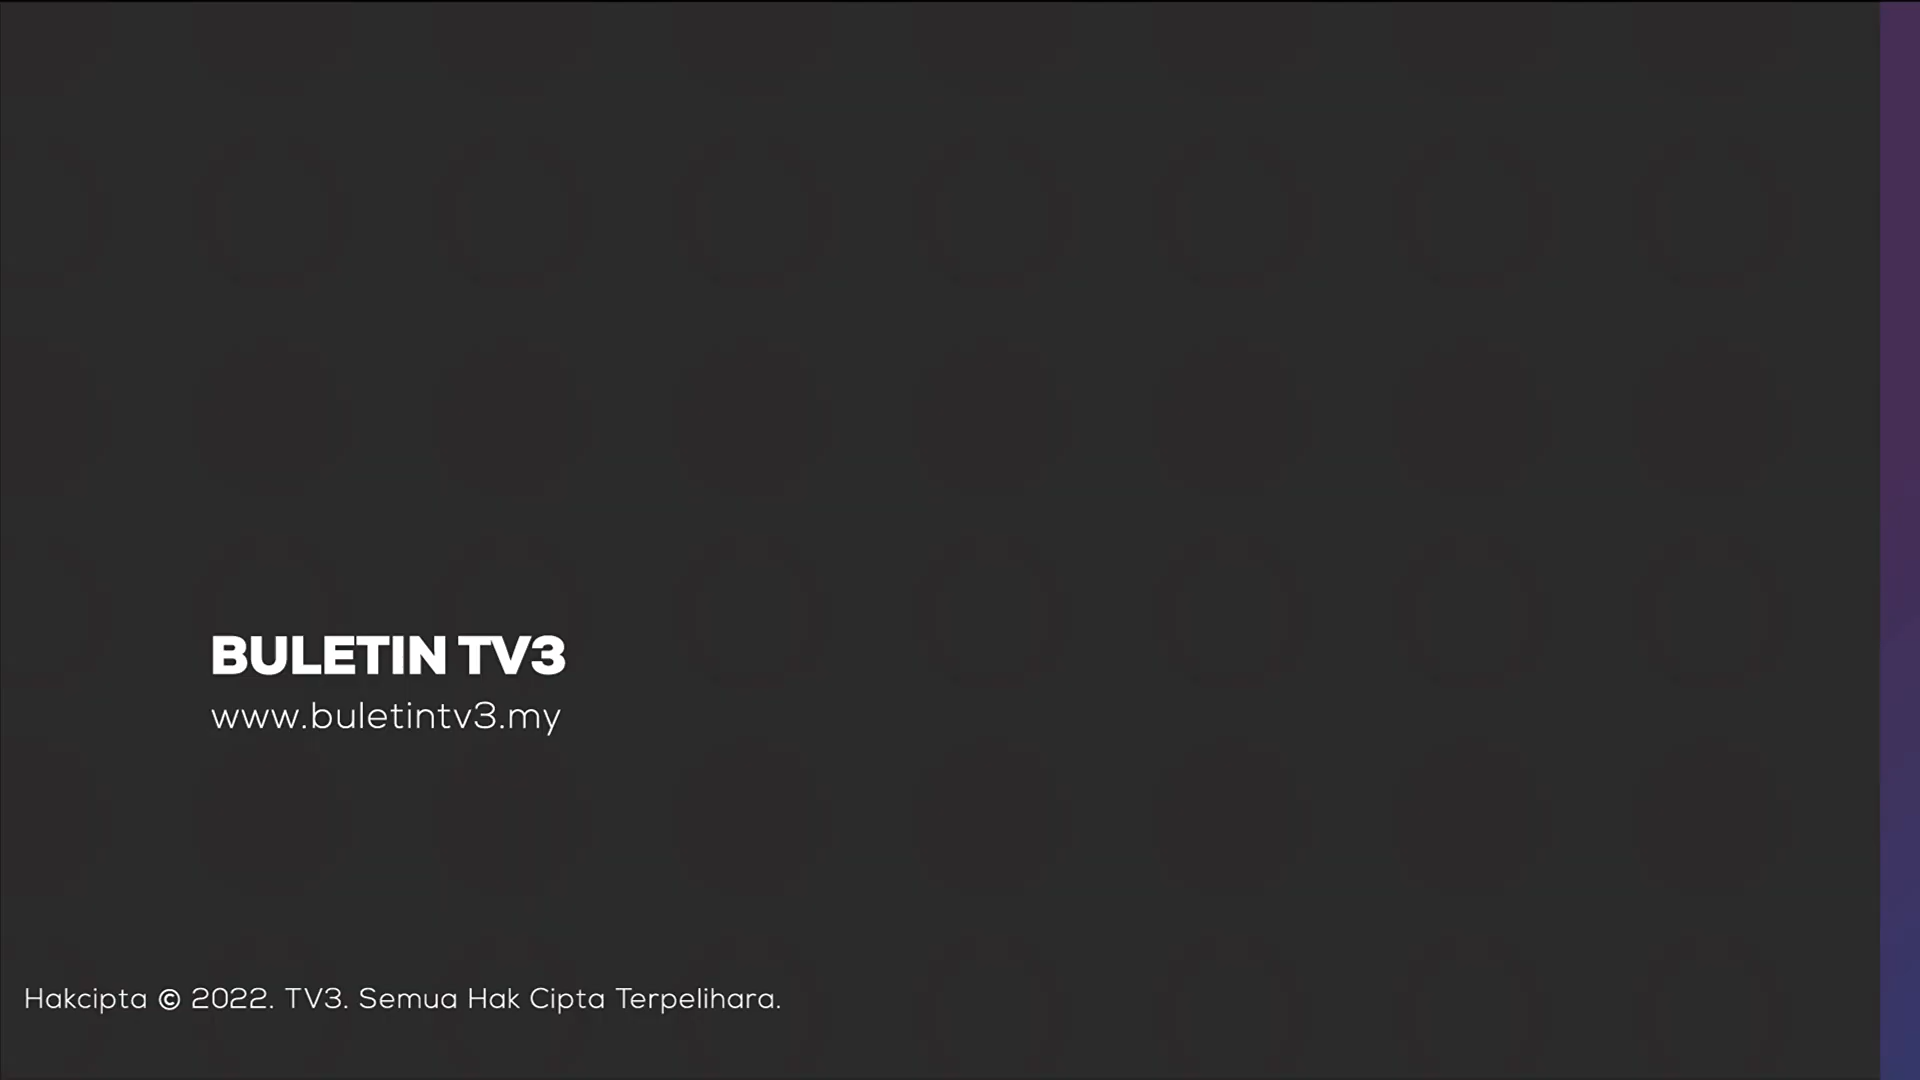 BULETIN TV3
www.buletintv3.my
Hakcipta © 2022. TV3. Semua Hak Cipta Terpelihara.